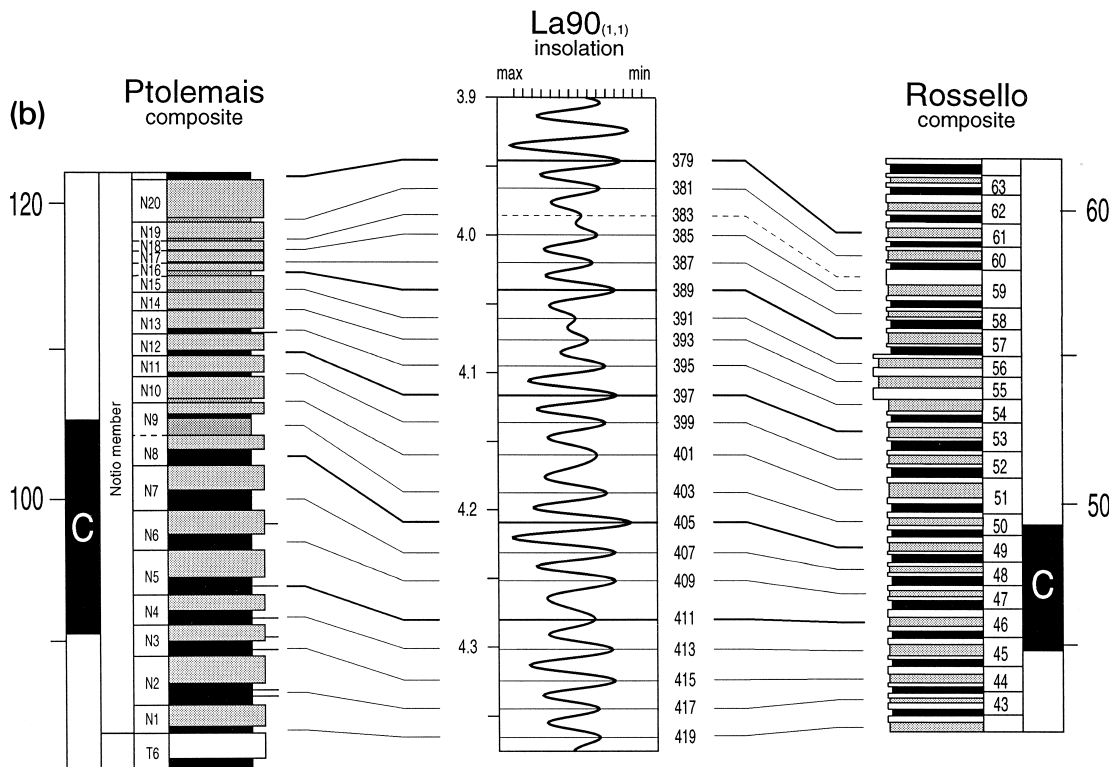 (b)
Ptolemais
composite
La90(1,1)
insolation
max min
Rossello
composite
120
100
C
Notio member
N20
N19
N18
N17
N16
N15
N14
N13
N12
N11
N10
N9
N8
N7
N6
N5
N4
N3
N2
N1
T6
3.9
4.0
4.1
4.2
4.3
379
381
383
385
387
389
391
393
395
397
399
401
403
405
407
409
411
413
415
417
419
63
62
61
60
59
58
57
56
55
54
53
52
51
50
49
48
47
46
45
44
43
60
50
C